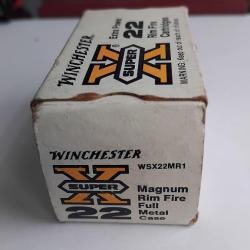 WINCHESTER
X
SUPER
Extra Power
22
Rim Fire
Cartridges
WINCHESTER
WSX22MR1
X
SUPER
22
Magnum
Rim Fire
Full
Metal
Case